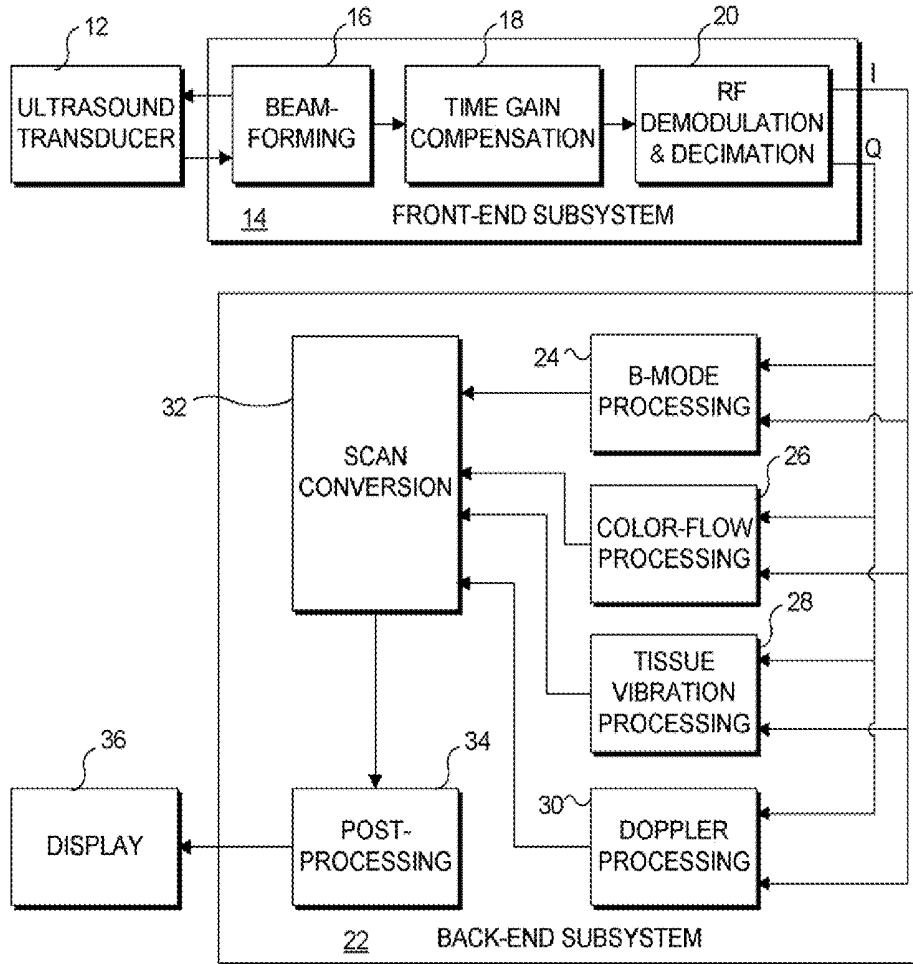 12
16
18
20
ULTRASOUND
TRANSDUCER
BEAM-
FORMING
TIME GAIN
COMPENSATION
RF
DEMODULATION
& DECIMATION
I
Q
14
FRONT-END SUBSYSTEM
24
B-MODE
PROCESSING
32
SCAN
CONVERSION
26
COLOR-FLOW
PROCESSING
28
TISSUE
VIBRATION
PROCESSING
36
34
30
DISPLAY
POST-
PROCESSING
DOPPLER
PROCESSING
22
BACK-END SUBSYSTEM